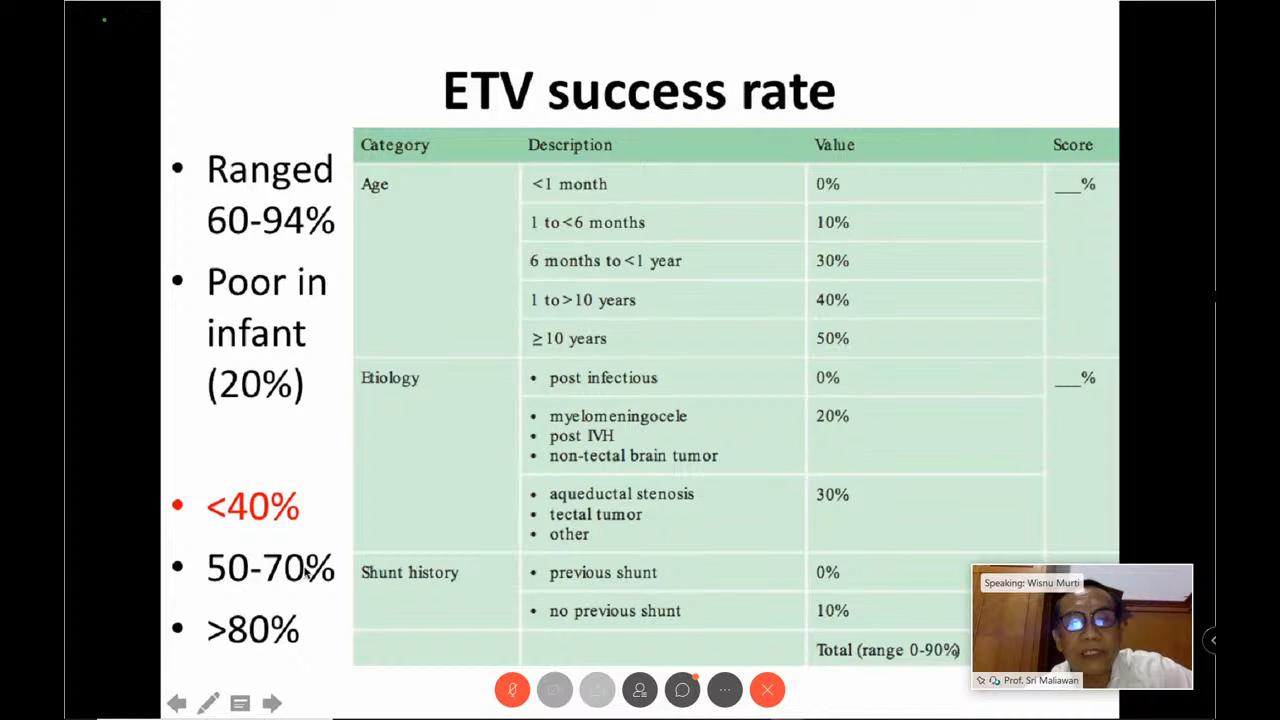 ETV success rate
• Ranged
60-94%
• Poor in
infant
(20%)
• <40%
• 50-70%
• >80%
Category Description Value Score
Age <1 month 0% ___%
1 to<6 months 10%
6 months to<1 year 30%
1 to>10 years 40%
≥10 years 50%
Etiology • post infectious 0% ___%
• myelomeningocele 20%
• post IVH
• non-tectal brain tumor
• aqueductal stenosis 30%
• tectal tumor
• other
Shunt history • previous shunt 0%
• no previous shunt 10%
Total (range 0-90%)
Speaking: Wisnu Murti
Prof. Sri Maliawan